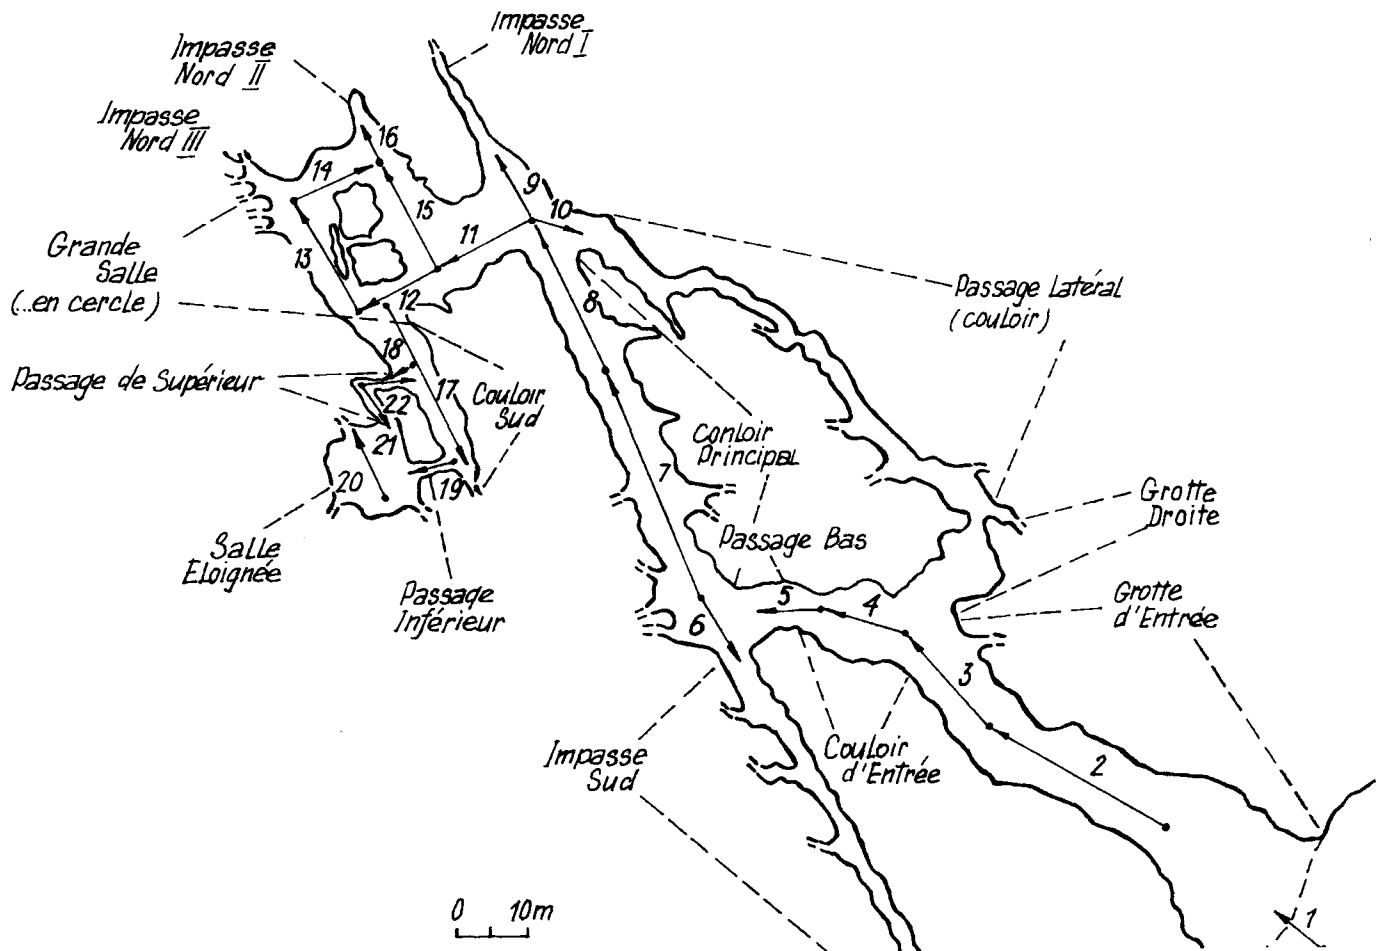 Impasse
Nord I
Impasse
Nord II
Impasse
Nord III
16
14
9
10
15
11
13
Grande
Salle
(...en cercle)
12
8
Passage Latéral
(couloir)
18
Passage de Supérieur
17
22
Couloir
Sud
21
Conloir
Principal
7
20
19
Grotte
Droite
Salle
Eloignée
Passage Bas
Passage
Inférieur
5
4
Grotte
d'Entrée
6
3
Impasse
Sud
Couloir
d'Entrée
2
0 10m
1